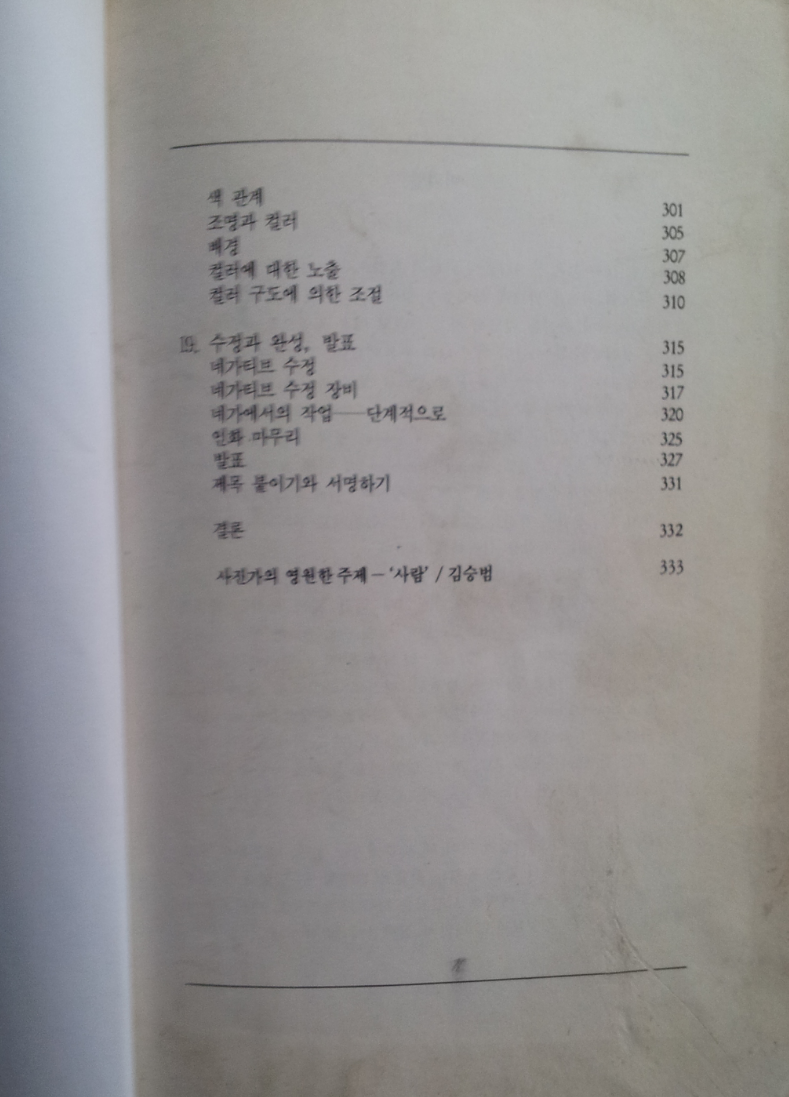 색 관계 301
조명과 컬러 305
배경 307
컬러에 대한 노출 308
컬러 구도에 의한 조절 310
수정과 완성, 발표 315
네가티브 수정 315
네가티브 수정 장비 317
네가에서의 작업──단계적으로 320
인화 마무리 325
발표 327
제목 붙이기와 서명하기 331
결론 332
사진가의 영원한 주제 – '사람' / 김승범 333